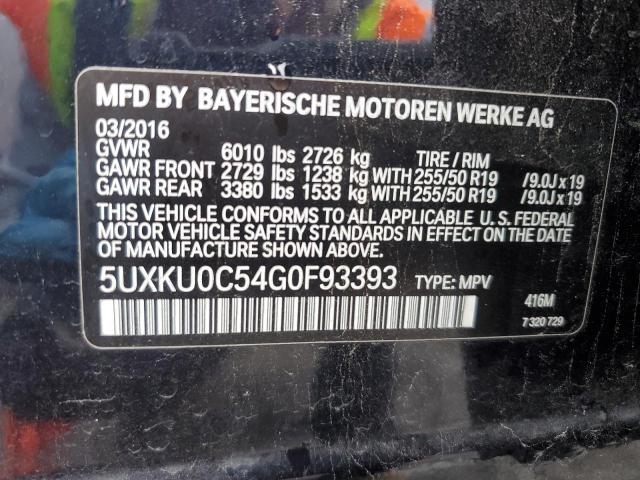 MFD BY BAYERISCHE MOTOREN WERKE AG
03/2016
GVWR 6010 lbs 2726 kg TIRE / RIM
GAWR FRONT 2729 lbs 1238 kg WITH 255/50 R19 /9.0J x 19
GAWR REAR 3380 lbs 1533 kg WITH 255/50 R19 /9.0J x 19
THIS VEHICLE CONFORMS TO ALL APPLICABLE U. S. FEDERAL
MOTOR VEHICLE SAFETY STANDARDS IN EFFECT ON THE DATE
OF MANUFACTURE SHOWN ABOVE.
5UXKU0C54G0F93393 TYPE: MPV 416M
7 320 729